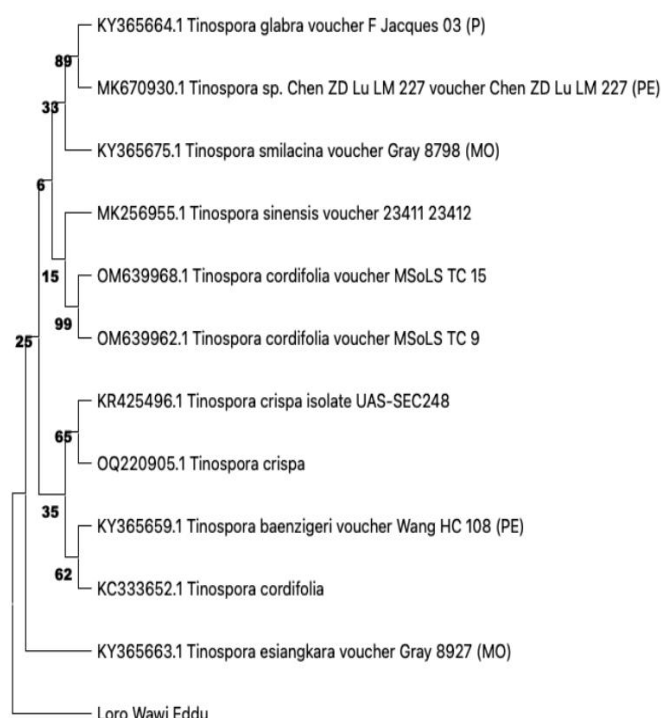 KY365664.1 Tinospora glabra voucher F Jacques 03 (P)
89
MK670930.1 Tinospora sp. Chen ZD Lu LM 227 voucher Chen ZD Lu LM 227 (PE)
33
KY365675.1 Tinospora smilacina voucher Gray 8798 (MO)
6
MK256955.1 Tinospora sinensis voucher 23411 23412
15
OM639968.1 Tinospora cordifolia voucher MSoLS TC 15
99
OM639962.1 Tinospora cordifolia voucher MSoLS TC 9
25
KR425496.1 Tinospora crispa isolate UAS-SEC248
65
OQ220905.1 Tinospora crispa
35
KY365659.1 Tinospora baenzigeri voucher Wang HC 108 (PE)
62
KC333652.1 Tinospora cordifolia
KY365663.1 Tinospora esiangkara voucher Gray 8927 (MO)
Loro Wawi Eddu